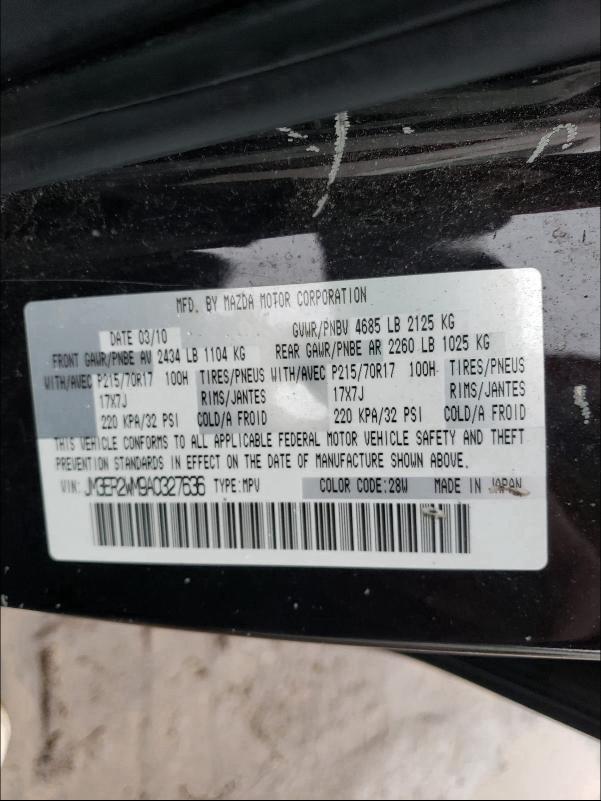 MFD. BY MAZDA MOTOR CORPORATION
DATE 03/10 GVWR/PNBV 4685 LB 2125 KG
FRONT GAWR/PNBE AV 2434 LB 1104 KG REAR GAWR/PNBE AR 2260 LB 1025 KG
WITH/AVEC P215/70R17 100H TIRES/PNEUS WITH/AVEC P215/70R17 100H TIRES/PNEUS
17X7J RIMS/JANTES 17X7J RIMS/JANTES
220 KPA/32 PSI COLD/A FROID 220 KPA/32 PSI COLD/A FROID
THIS VEHICLE CONFORMS TO ALL APPLICABLE FEDERAL MOTOR VEHICLE SAFETY AND THEFT
PREVENTION STANDARDS IN EFFECT ON THE DATE OF MANUFACTURE SHOWN ABOVE.
VIN: JM3ER2WM9A0327636 TYPE:MPV COLOR CODE:28W MADE IN JAPAN